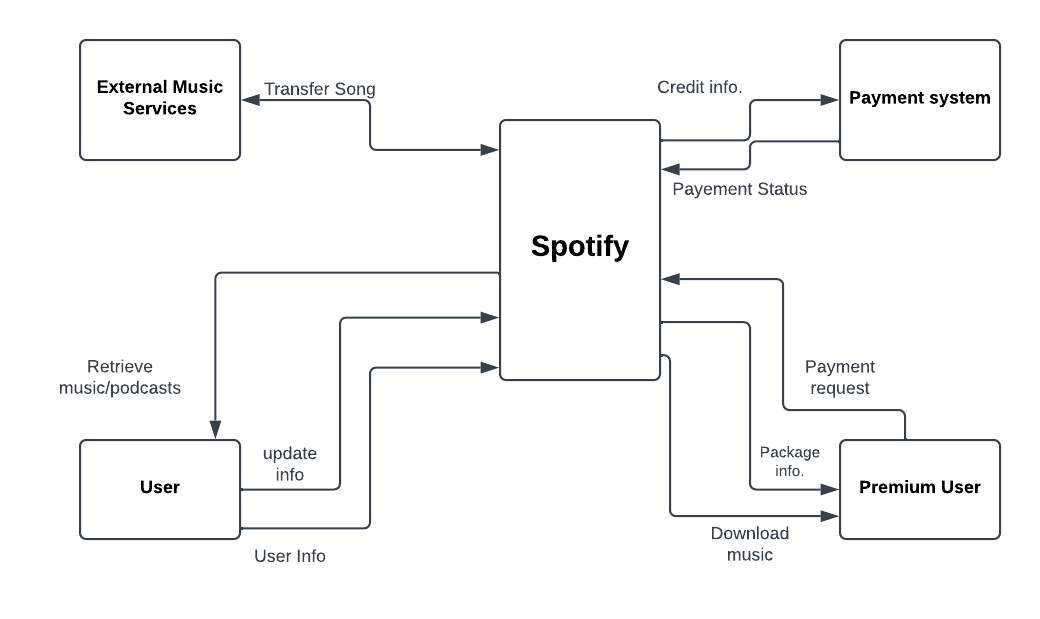 External Music
Services
Transfer Song
Credit info.
Payment system
Payement Status
Spotify
Retrieve
music/podcasts
Payment
request
update
info
User
User Info
Package
info.
Premium User
Download
music